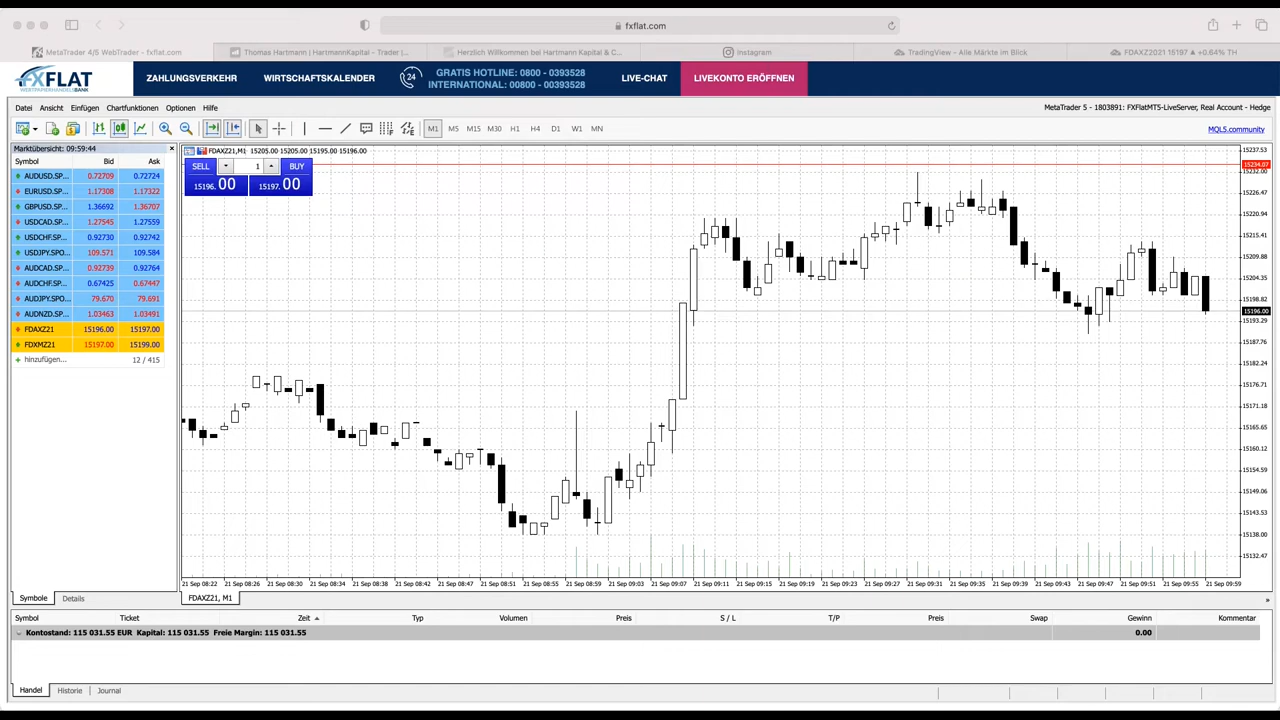 fxflat.com
MetaTrader 4/5 WebTrader - fxflat.com
Thomas Hartmann | HartmannKapital - Trader |...
Herzlich Willkommen bei Hartmann Kapital & C...
Instagram
TradingView - Alle Märkte im Blick
FDAXZ2021 15197 ▲ +0.64% TH
FXFLAT
WERTPAPIERHANDELSBANK
ZAHLUNGSVERKEHR
WIRTSCHAFTSKALENDER
24
GRATIS HOTLINE: 0800 - 0393528
INTERNATIONAL: 00800 - 00393528
LIVE-CHAT
LIVEKONTO ERÖFFNEN
Datei Ansicht Einfügen Chartfunktionen Optionen Hilfe
MetaTrader 5 - 1803891: FXFlatMT5-LiveServer, Real Account - Hedge
M1 M5 M15 M30 H1 H4 D1 W1 MN
MQL5.community
Marktübersicht: 09:59:44
Symbol Bid Ask
AUDUSD.SP... 0.72709 0.72724
EURUSD.SP... 1.17308 1.17322
GBPUSD.SP... 1.36692 1.36707
USDCAD.SP... 1.27545 1.27559
USDCHF.SP... 0.92730 0.92742
USDJPY.SPO... 109.571 109.584
AUDCAD.SP... 0.92739 0.92764
AUDCHF.SP... 0.67425 0.67447
AUDJPY.SPO... 79.670 79.691
AUDNZD.SP... 1.03463 1.03491
FDAXZ21 15196.00 15197.00
FDXMZ21 15197.00 15199.00
+ hinzufügen... 12 / 415
Symbole Details
FDAXZ21,M1 15205.00 15205.00 15195.00 15196.00
SELL 1 BUY
15196.00 15197.00
15237.53
15234.07
15232.00
15226.47
15220.94
15215.41
15209.88
15204.35
15198.82
15196.00
15193.29
15187.76
15182.24
15176.71
15171.18
15165.65
15160.12
15154.59
15149.06
15143.53
15138.00
15132.47
21 Sep 08:22 21 Sep 08:26 21 Sep 08:30 21 Sep 08:34 21 Sep 08:38 21 Sep 08:42 21 Sep 08:47 21 Sep 08:51 21 Sep 08:55 21 Sep 08:59 21 Sep 09:03 21 Sep 09:07 21 Sep 09:11 21 Sep 09:15 21 Sep 09:19 21 Sep 09:23 21 Sep 09:27 21 Sep 09:31 21 Sep 09:35 21 Sep 09:39 21 Sep 09:43 21 Sep 09:47 21 Sep 09:51 21 Sep 09:55 21 Sep 09:59
FDAXZ21, M1
Symbol Ticket Zeit Typ Volumen Preis S / L T/P Preis Swap Gewinn Kommentar
Kontostand: 115 031.55 EUR Kapital: 115 031.55 Freie Margin: 115 031.55 0.00
Handel Historie Journal